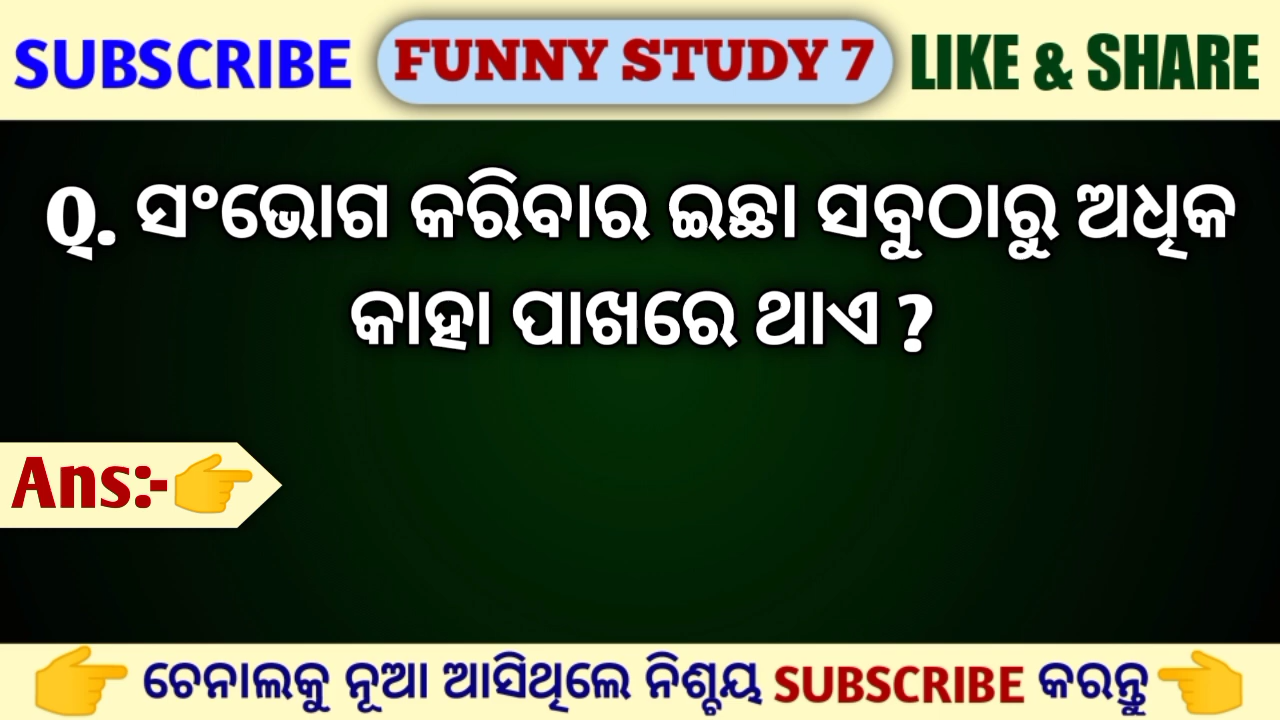 SUBSCRIBE FUNNY STUDY 7 LIKE & SHARE
Q. ସଂଭୋଗ କରିବାର ଇଛା ସବୁଠାରୁ ଅଧିକ
କାହା ପାଖରେ ଥାଏ ?
Ans:-👉
👉 ଚେନାଲକୁ ନୂଆ ଆସିଥିଲେ ନିଶ୍ଚୟ SUBSCRIBE କରନ୍ତୁ 👈